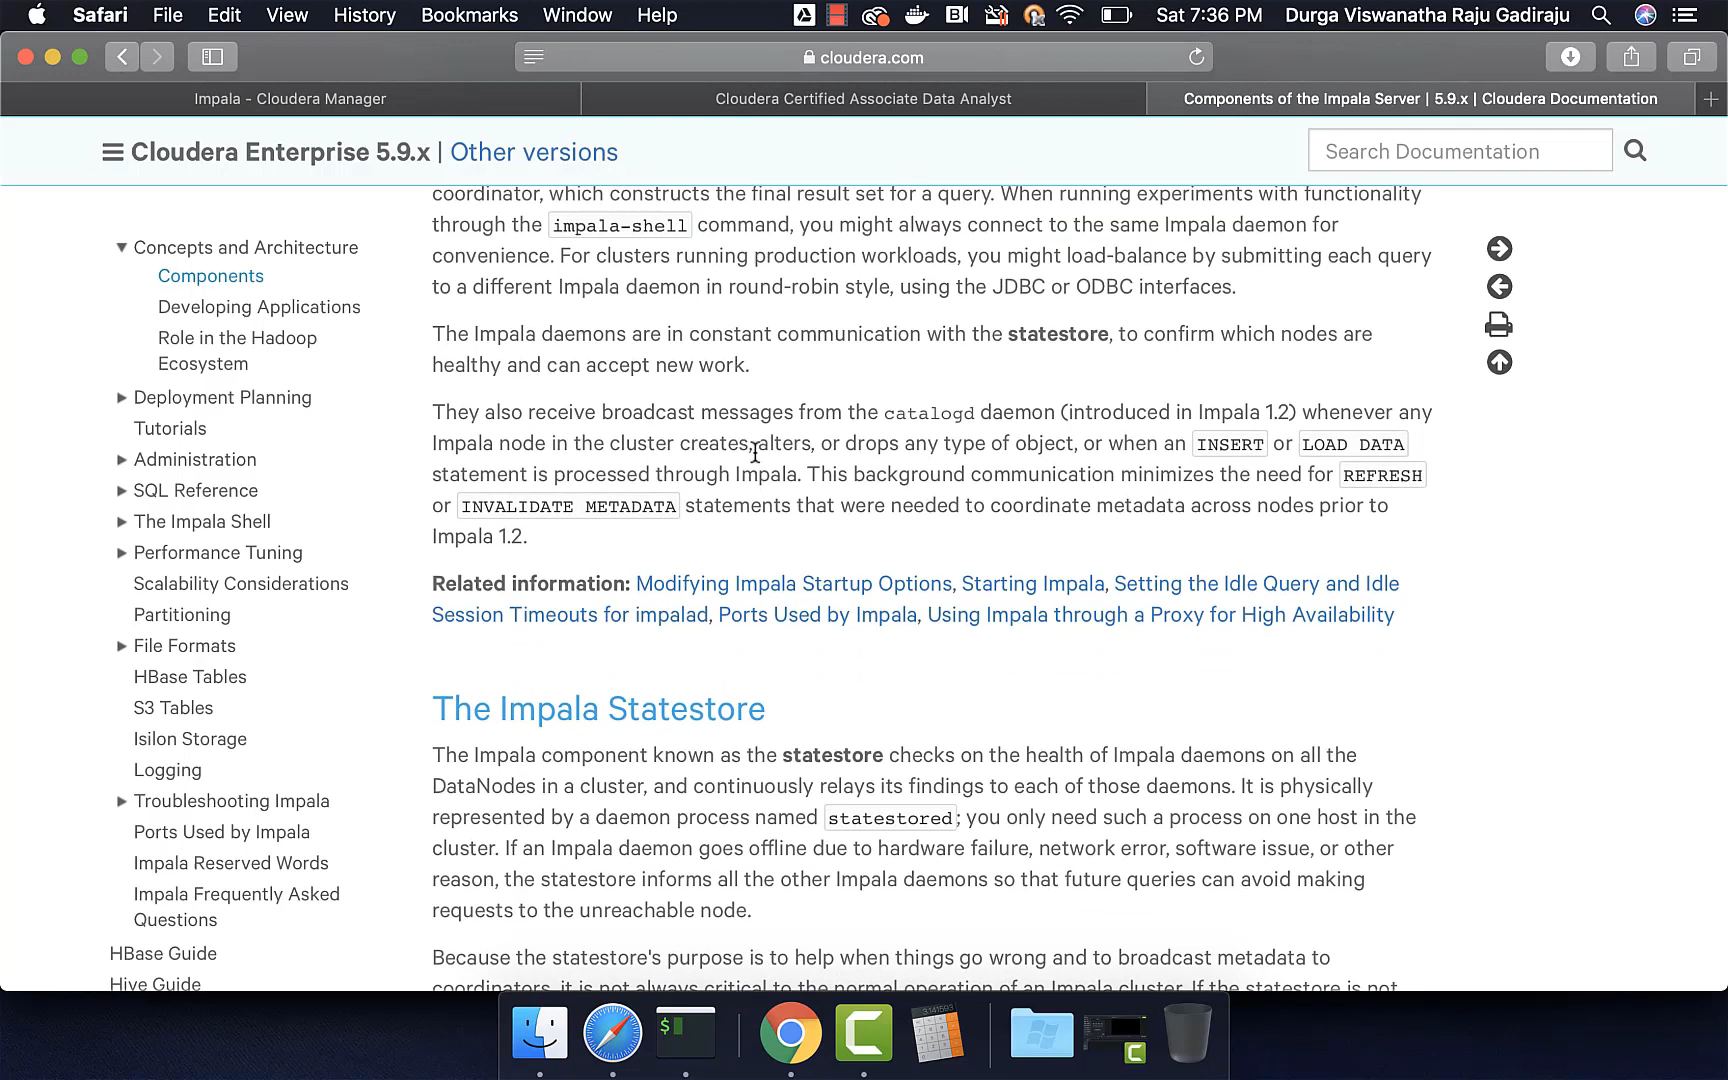 Safari File Edit View History Bookmarks Window Help Sat 7:36 PM Durga Viswanatha Raju Gadiraju
cloudera.com
Impala - Cloudera Manager
Cloudera Certified Associate Data Analyst
Components of the Impala Server | 5.9.x | Cloudera Documentation
Cloudera Enterprise 5.9.x | Other versions
Search Documentation
Concepts and Architecture
Components
Developing Applications
Role in the Hadoop
Ecosystem
Deployment Planning
Tutorials
Administration
SQL Reference
The Impala Shell
Performance Tuning
Scalability Considerations
Partitioning
File Formats
HBase Tables
S3 Tables
Isilon Storage
Logging
Troubleshooting Impala
Ports Used by Impala
Impala Reserved Words
Impala Frequently Asked
Questions
HBase Guide
Hive Guide
coordinator, which constructs the final result set for a query. When running experiments with functionality
through the impala-shell command, you might always connect to the same Impala daemon for
convenience. For clusters running production workloads, you might load-balance by submitting each query
to a different Impala daemon in round-robin style, using the JDBC or ODBC interfaces.
The Impala daemons are in constant communication with the statestore, to confirm which nodes are
healthy and can accept new work.
They also receive broadcast messages from the catalogd daemon (introduced in Impala 1.2) whenever any
Impala node in the cluster creates, alters, or drops any type of object, or when an INSERT or LOAD DATA
statement is processed through Impala. This background communication minimizes the need for REFRESH
or INVALIDATE METADATA statements that were needed to coordinate metadata across nodes prior to
Impala 1.2.
Related information: Modifying Impala Startup Options, Starting Impala, Setting the Idle Query and Idle
Session Timeouts for impalad, Ports Used by Impala, Using Impala through a Proxy for High Availability
The Impala Statestore
The Impala component known as the statestore checks on the health of Impala daemons on all the
DataNodes in a cluster, and continuously relays its findings to each of those daemons. It is physically
represented by a daemon process named statestored; you only need such a process on one host in the
cluster. If an Impala daemon goes offline due to hardware failure, network error, software issue, or other
reason, the statestore informs all the other Impala daemons so that future queries can avoid making
requests to the unreachable node.
Because the statestore's purpose is to help when things go wrong and to broadcast metadata to
coordinators, it is not always critical to the normal operation of an Impala cluster. If the statestore is not